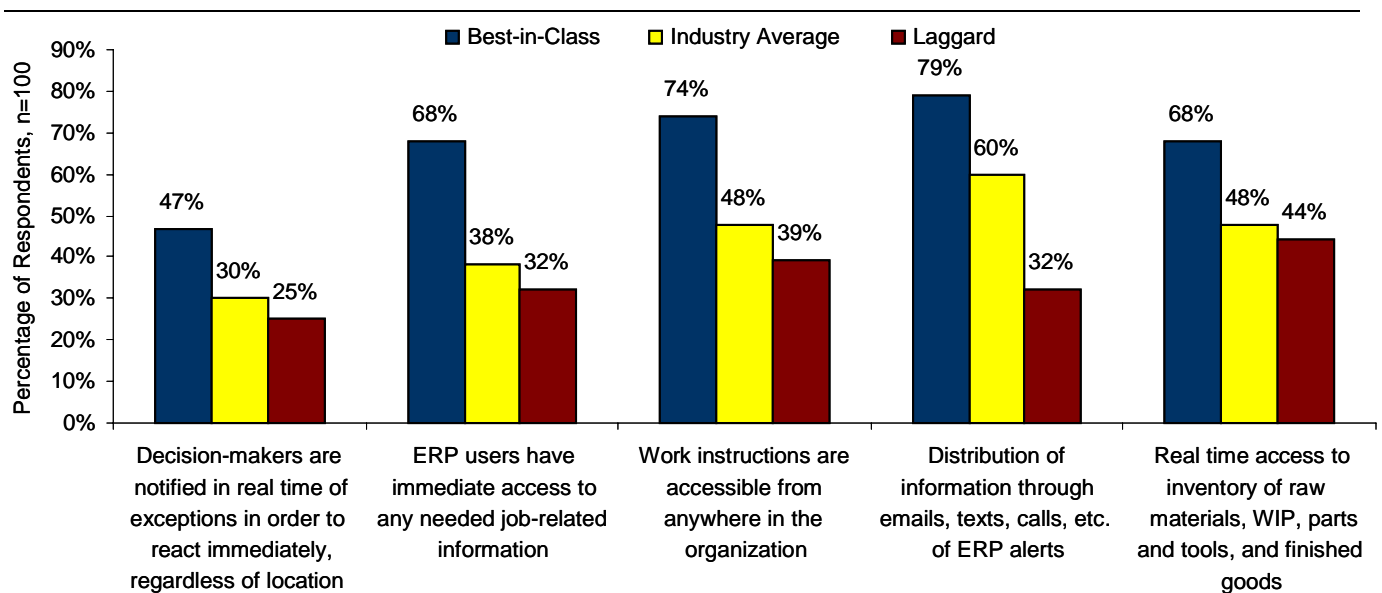 Best-in-Class Industry Average Laggard
Percentage of Respondents, n=100
90%
80%
70%
60%
50%
40%
30%
20%
10%
0%
47% 30% 25%
68% 38% 32%
74% 48% 39%
79% 60% 32%
68% 48% 44%
Decision-makers are
notified in real time of
exceptions in order to
react immediately,
regardless of location
ERP users have
immediate access to
any needed job-related
information
Work instructions are
accessible from
anywhere in the
organization
Distribution of
information through
emails, texts, calls, etc.
of ERP alerts
Real time access to
inventory of raw
materials, WIP, parts
and tools, and finished
goods